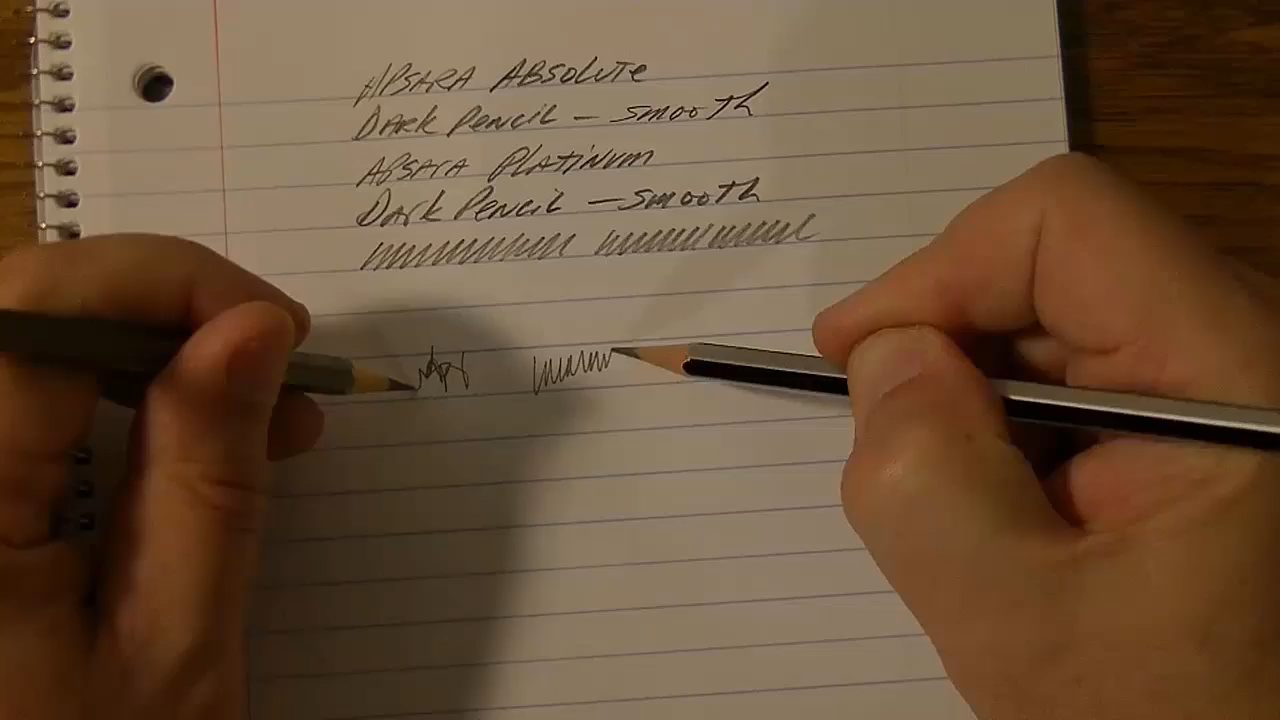 APSARA ABSOLUTE
DARK PENCIL - SMOOTH
APSARA PLATINUM
DARK PENCIL - SMOOTH